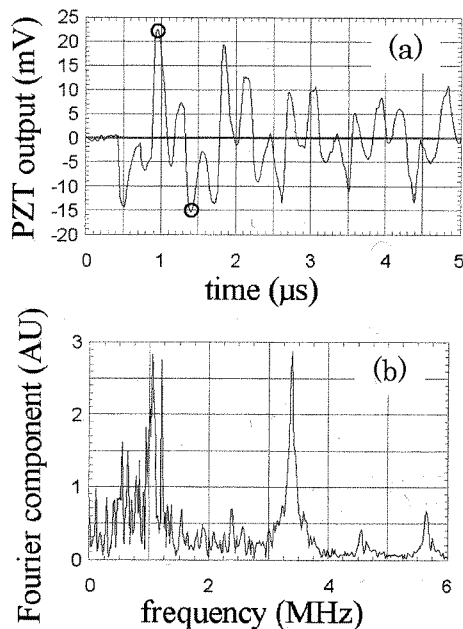 25
20
15
10
5
0
-5
-10
-15
-20
PZT output (mV)
(a)
0 1 2 3 4 5
time (μs)
3
2
1
0
Fourier component (AU)
(b)
0 2 4 6
frequency (MHz)